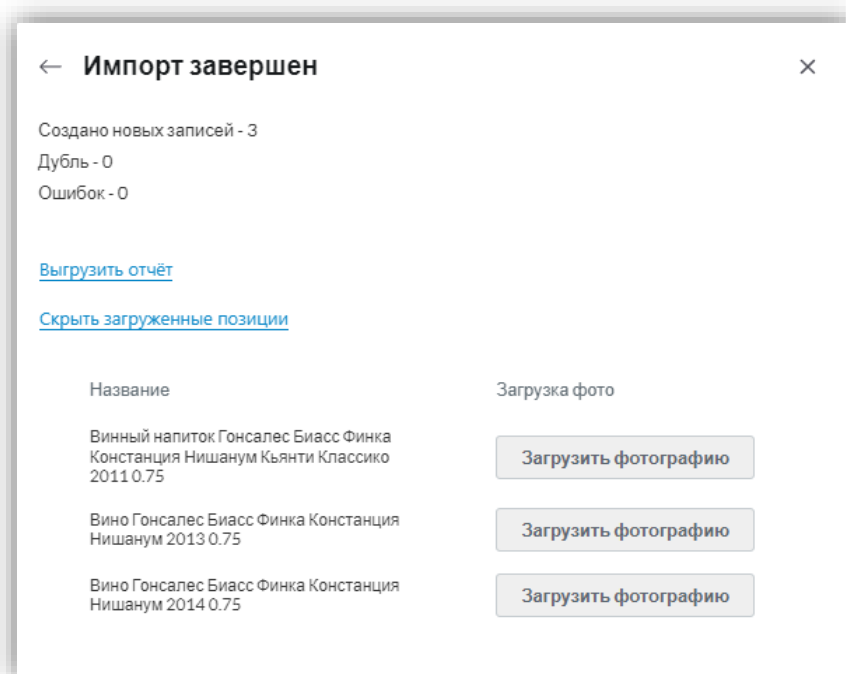 ← Импорт завершен ×
Создано новых записей - 3
Дубль - 0
Ошибок - 0
Выгрузить отчёт
Скрыть загруженные позиции
Название
Загрузка фото
Винный напиток Гонсалес Биасс Финка
Констанция Нишанум Кьянти Классико
2011 0.75
Загрузить фотографию
Вино Гонсалес Биасс Финка Констанция
Нишанум 2013 0.75
Загрузить фотографию
Вино Гонсалес Биасс Финка Констанция
Нишанум 2014 0.75
Загрузить фотографию